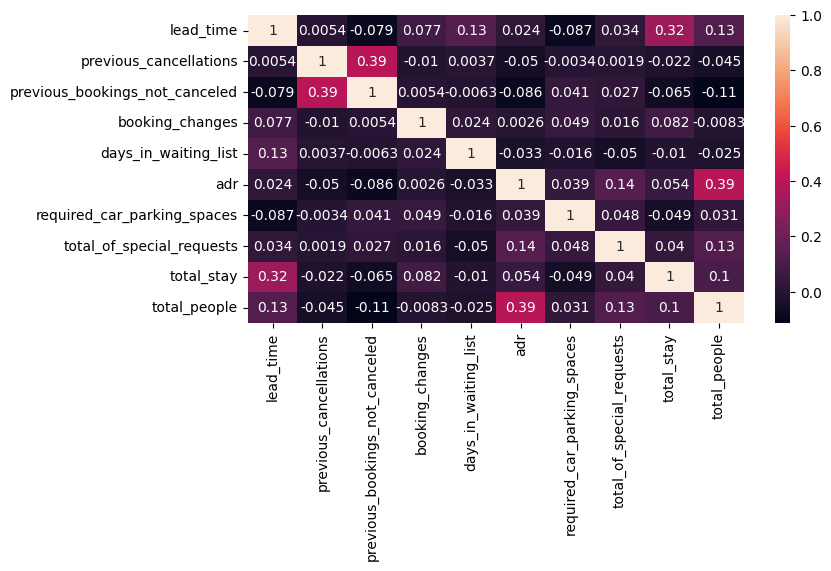 lead_time 1 0.0054 -0.079 0.077 0.13 0.024 -0.087 0.034 0.32 0.13
previous_cancellations 0.0054 1 0.39 -0.01 0.0037 -0.05 -0.0034 0.0019 -0.022 -0.045
previous_bookings_not_canceled -0.079 0.39 1 0.0054 -0.0063 -0.086 0.041 0.027 -0.065 -0.11
booking_changes 0.077 -0.01 0.0054 1 0.024 0.0026 0.049 0.016 0.082 -0.0083
days_in_waiting_list 0.13 0.0037 -0.0063 0.024 1 -0.033 -0.016 -0.05 -0.01 -0.025
adr 0.024 -0.05 -0.086 0.0026 -0.033 1 0.039 0.14 0.054 0.39
required_car_parking_spaces -0.087 -0.0034 0.041 0.049 -0.016 0.039 1 0.048 -0.049 0.031
total_of_special_requests 0.034 0.0019 0.027 0.016 -0.05 0.14 0.048 1 0.04 0.13
total_stay 0.32 -0.022 -0.065 0.082 -0.01 0.054 -0.049 0.04 1 0.1
total_people 0.13 -0.045 -0.11 -0.0083 -0.025 0.39 0.031 0.13 0.1 1
lead_time
previous_cancellations
previous_bookings_not_canceled
booking_changes
days_in_waiting_list
adr
required_car_parking_spaces
total_of_special_requests
total_stay
total_people
1.0
0.8
0.6
0.4
0.2
0.0